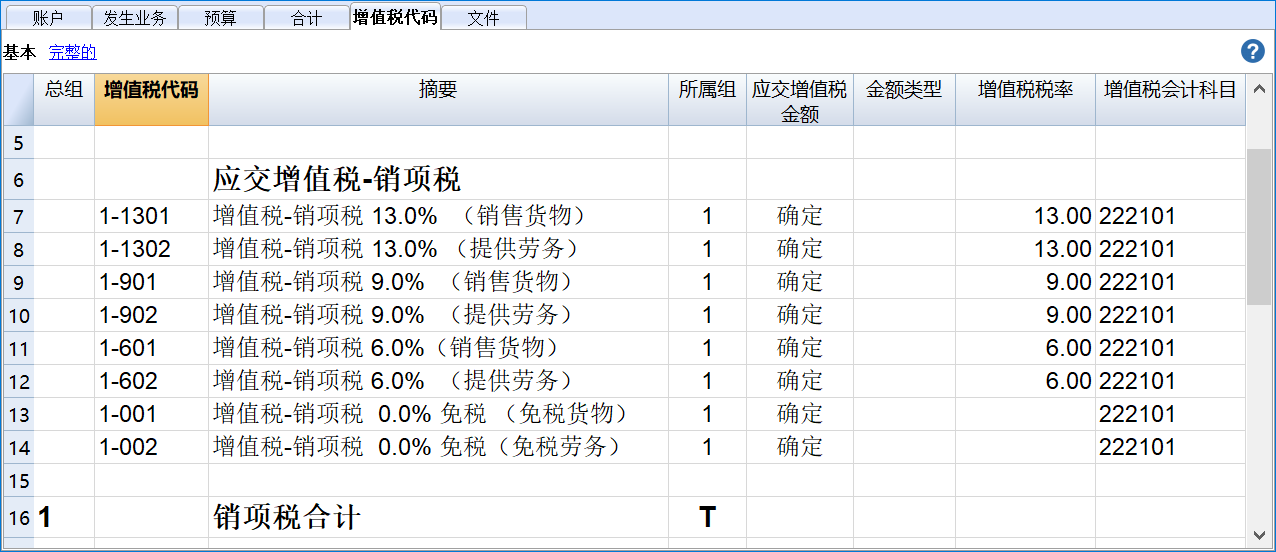 账户 发生业务 预算 合计 增值税代码 文件
基本 完整的 ?
总组 增值税代码 摘要 所属组 应交增值税金额 金额类型 增值税税率 增值税会计科目
5
6 应交增值税-销项税
7 1-1301 增值税-销项税 13.0% （销售货物） 1 确定 13.00 222101
8 1-1302 增值税-销项税 13.0% （提供劳务） 1 确定 13.00 222101
9 1-901 增值税-销项税 9.0% （销售货物） 1 确定 9.00 222101
10 1-902 增值税-销项税 9.0% （提供劳务） 1 确定 9.00 222101
11 1-601 增值税-销项税 6.0%（销售货物） 1 确定 6.00 222101
12 1-602 增值税-销项税 6.0% （提供劳务） 1 确定 6.00 222101
13 1-001 增值税-销项税 0.0% 免税 （免税货物） 1 确定 222101
14 1-002 增值税-销项税 0.0% 免税（免税劳务） 1 确定 222101
15
16 1 销项税合计 T